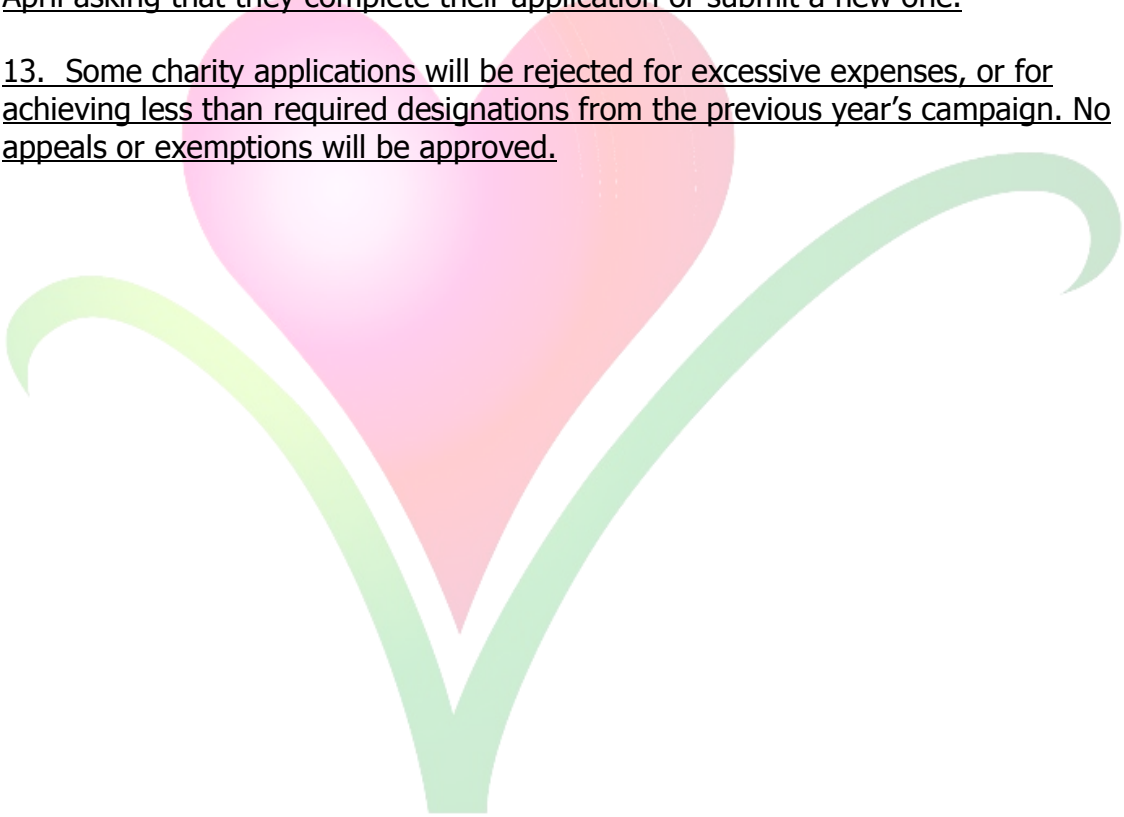 April asking that they complete their application or submit a new one.
13.  Some charity applications will be rejected for excessive expenses, or for
achieving less than required designations from the previous year’s campaign. No
appeals or exemptions will be approved.